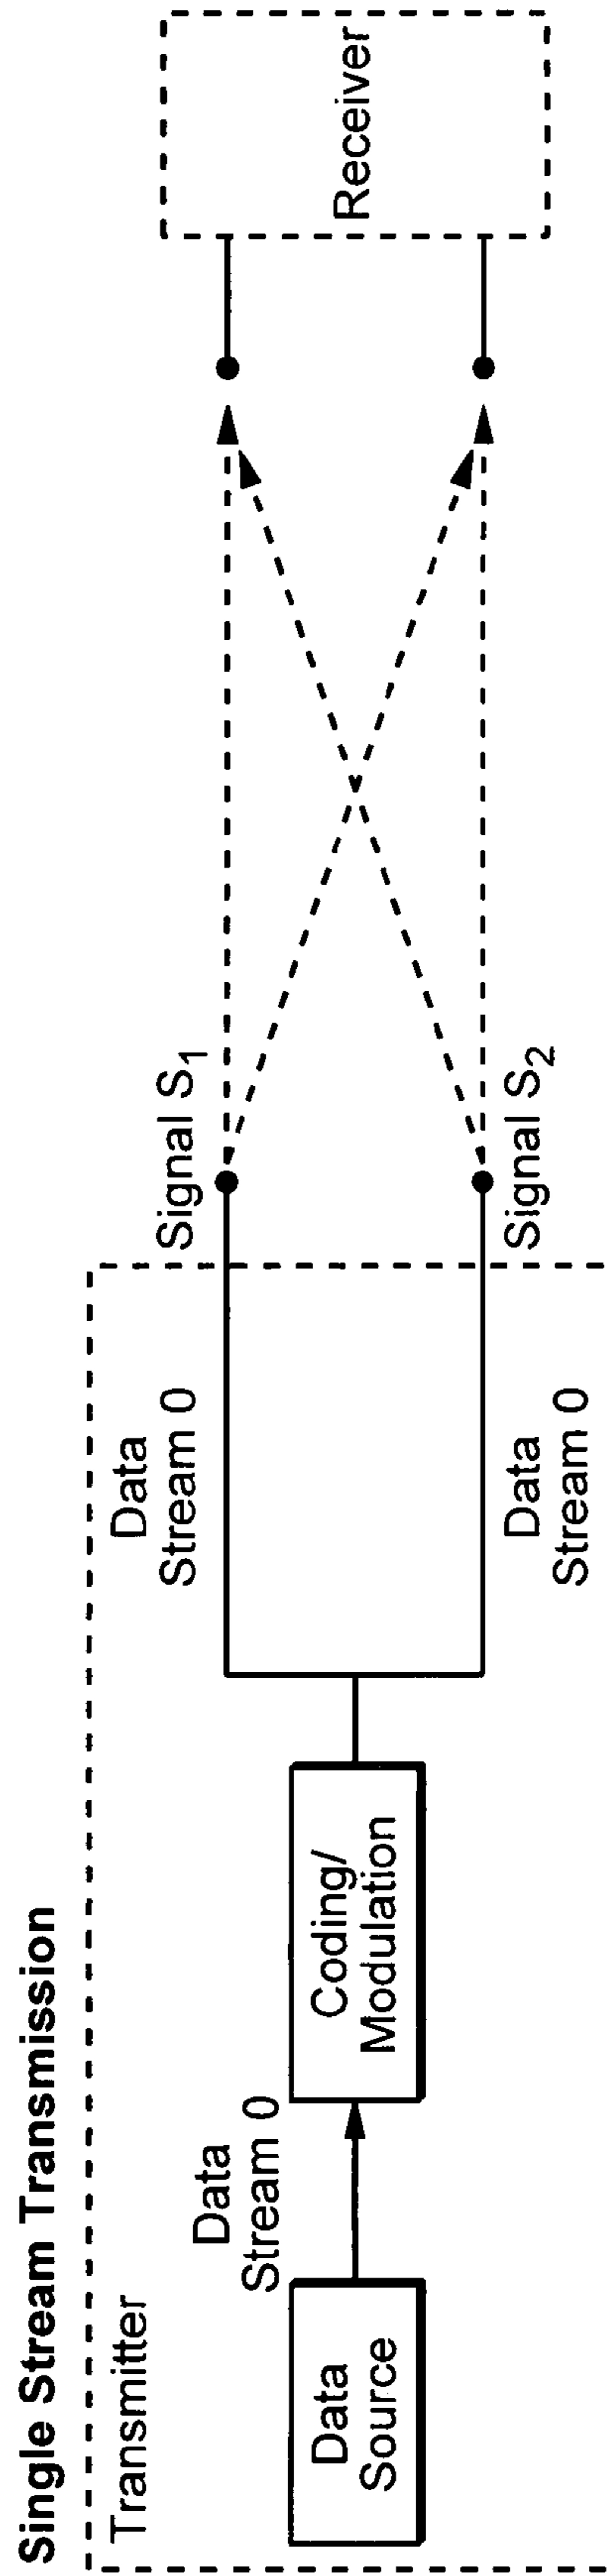 Single Stream Transmission
Transmitter
Data
Source
Data
Stream 0
Coding/
Modulation
Data
Stream 0
Data
Stream 0
Signal S1
Signal S2
Receiver